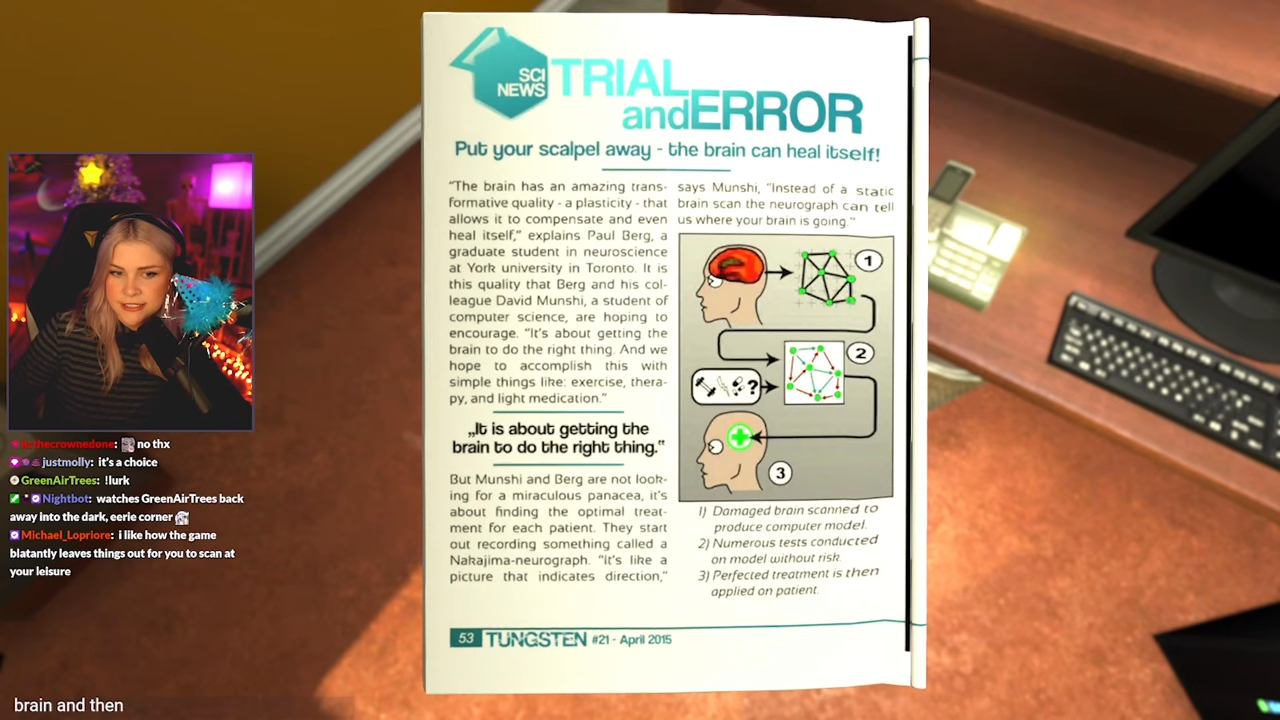 SCI
NEWS
TRIAL
and ERROR
Put your scalpel away - the brain can heal itself!
"The brain has an amazing trans-
formative quality - a plasticity - that
allows it to compensate and even
heal itself," explains Paul Berg, a
graduate student in neuroscience
at York university in Toronto. It is
this quality that Berg and his col-
league David Munshi, a student of
computer science, are hoping to
encourage. "It's about getting the
brain to do the right thing. And we
hope to accomplish this with
simple things like: exercise, thera-
py, and light medication."
„It is about getting the
brain to do the right thing."
But Munshi and Berg are not look-
ing for a miraculous panacea, it's
about finding the optimal treat-
ment for each patient. They start
out recording something called a
Nakajima-neurograph. "It's like a
picture that indicates direction,"
says Munshi, "Instead of a static
brain scan the neurograph can tell
us where your brain is going."
1
2
?
3
1) Damaged brain scanned to
produce computer model.
2) Numerous tests conducted
on model without risk.
3) Perfected treatment is then
applied on patient.
53 TUNGSTEN #21 - April 2015
itsthecrownedone: no thx
justmolly: it's a choice
GreenAirTrees: !lurk
Nightbot: watches GreenAirTrees back
away into the dark, eerie corner
Michael_Lopriore: i like how the game
blatantly leaves things out for you to scan at
your leisure
brain and then